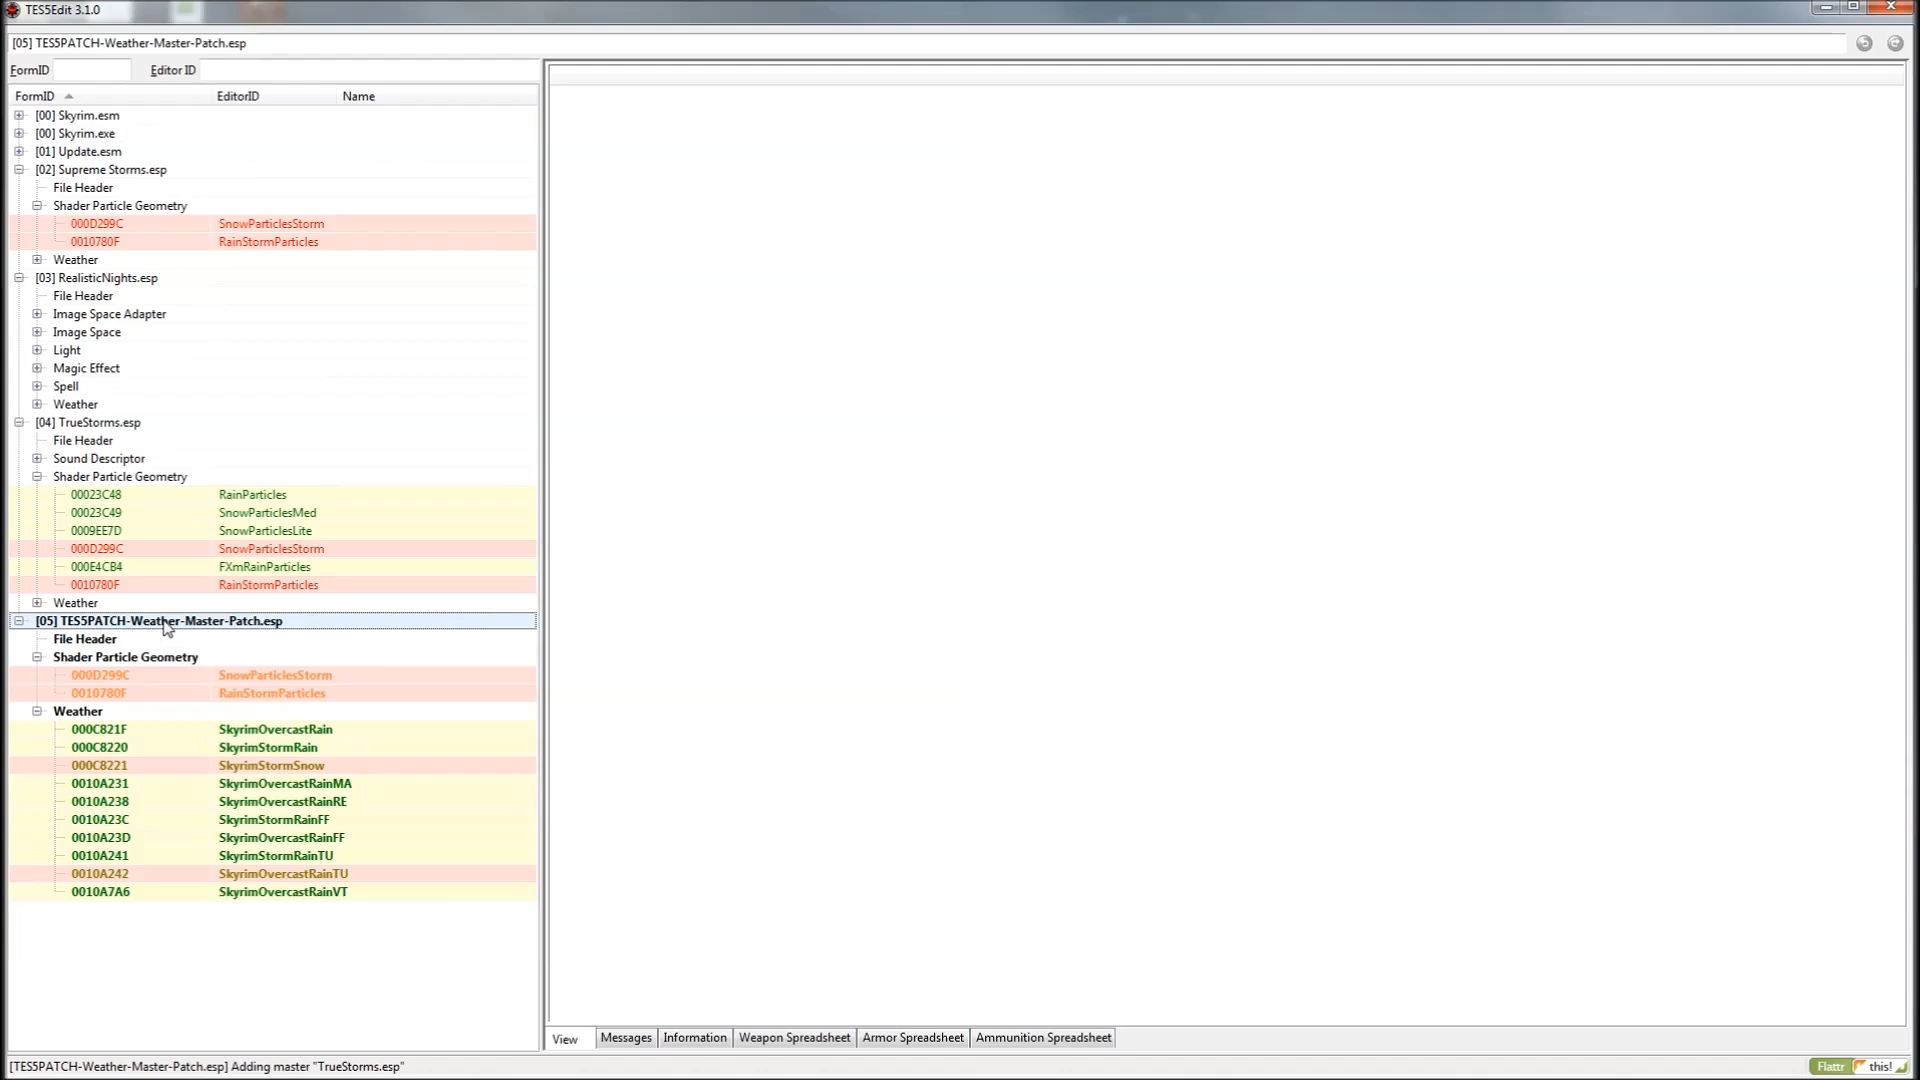 TES5Edit 3.1.0
[05] TES5PATCH-Weather-Master-Patch.esp
FormID Editor ID
FormID EditorID Name
[00] Skyrim.esm
[00] Skyrim.exe
[01] Update.esm
[02] Supreme Storms.esp
File Header
Shader Particle Geometry
000D299C SnowParticlesStorm
0010780F RainStormParticles
Weather
[03] RealisticNights.esp
File Header
Image Space Adapter
Image Space
Light
Magic Effect
Spell
Weather
[04] TrueStorms.esp
File Header
Sound Descriptor
Shader Particle Geometry
00023C48 RainParticles
00023C49 SnowParticlesMed
0009EE7D SnowParticlesLite
000D299C SnowParticlesStorm
000E4CB4 FXmRainParticles
0010780F RainStormParticles
Weather
[05] TES5PATCH-Weather-Master-Patch.esp
File Header
Shader Particle Geometry
000D299C SnowParticlesStorm
0010780F RainStormParticles
Weather
000C821F SkyrimOvercastRain
000C8220 SkyrimStormRain
000C8221 SkyrimStormSnow
0010A231 SkyrimOvercastRainMA
0010A238 SkyrimOvercastRainRE
0010A23C SkyrimStormRainFF
0010A23D SkyrimOvercastRainFF
0010A241 SkyrimStormRainTU
0010A242 SkyrimOvercastRainTU
0010A7A6 SkyrimOvercastRainVT
View Messages Information Weapon Spreadsheet Armor Spreadsheet Ammunition Spreadsheet
[TES5PATCH-Weather-Master-Patch.esp] Adding master "TrueStorms.esp"
Flattr this!